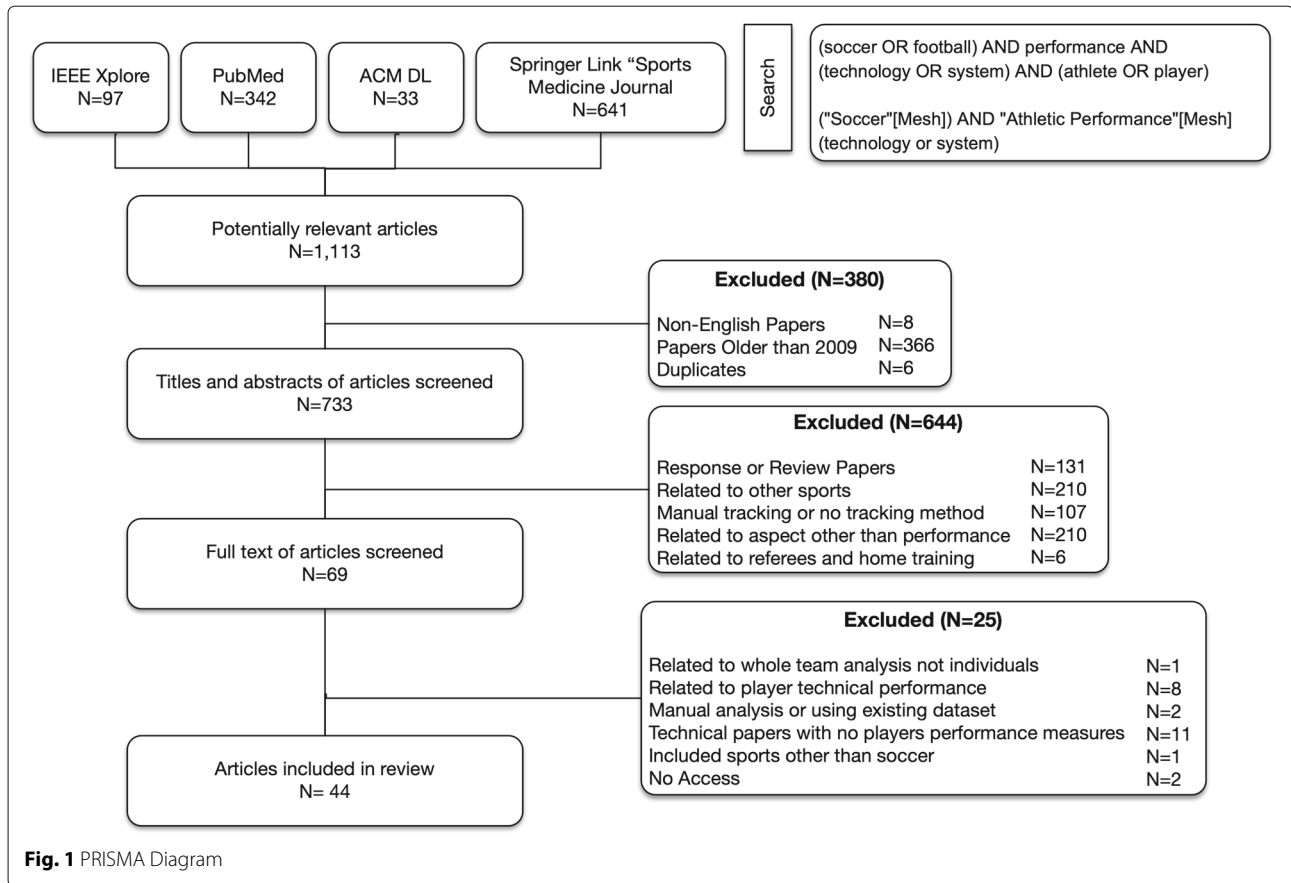 IEEE Xplore
N=97
PubMed
N=342
ACM DL
N=33
Springer Link “Sports
Medicine Journal
N=641
Search
(soccer OR football) AND performance AND
(technology OR system) AND (athlete OR player)
("Soccer"[Mesh]) AND "Athletic Performance"[Mesh]
(technology or system)
Potentially relevant articles
N=1,113
Excluded (N=380)
Non-English Papers N=8
Papers Older than 2009 N=366
Duplicates N=6
Titles and abstracts of articles screened
N=733
Excluded (N=644)
Response or Review Papers N=131
Related to other sports N=210
Manual tracking or no tracking method N=107
Related to aspect other than performance N=210
Related to referees and home training N=6
Full text of articles screened
N=69
Excluded (N=25)
Related to whole team analysis not individuals N=1
Related to player technical performance N=8
Manual analysis or using existing dataset N=2
Technical papers with no players performance measures N=11
Included sports other than soccer N=1
No Access N=2
Articles included in review
N= 44
Fig. 1 PRISMA Diagram